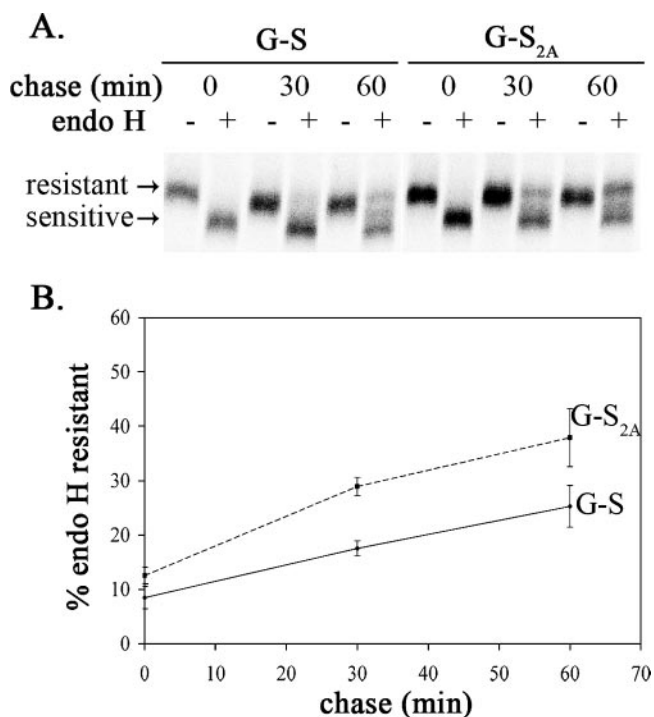 A.
G-S G-S2A
chase (min) 0 30 60 0 30 60
endo H - + - + - + - + - + - +
resistant →
sensitive →
B.
60
50
40
30
20
10
0
% endo H resistant
G-S2A
G-S
0 10 20 30 40 50 60 70
chase (min)